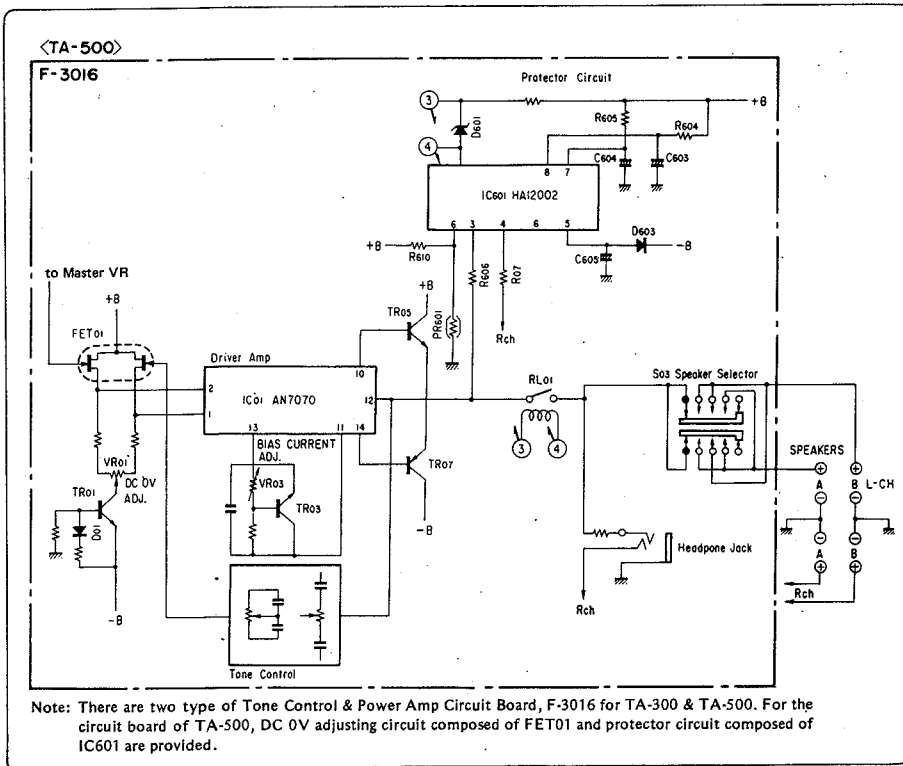 <TA-500>
F-3016
Protector Circuit
3
+B
D601
R605
R604
4
C604
C603
8 7
IC601 HA12002
6 3 4 6 5
D603
+B
R610
C605
-B
to Master VR
+B
R606
R07
+B
FET01
TR05
PR601
Rch
Driver Amp
RL01
S03 Speaker Selector
10
2
IC01 AN7070
12
1
13
11 14
3
4
BIAS CURRENT
ADJ.
SPEAKERS
VR01
DC 0V
ADJ.
VR03
TR07
A
B
L-CH
TR01
D01
TR03
-B
Headpone Jack
A
B
Rch
Rch
-B
Tone Control
Note: There are two type of Tone Control & Power Amp Circuit Board, F-3016 for TA-300 & TA-500. For the
circuit board of TA-500, DC 0V adjusting circuit composed of FET01 and protector circuit composed of
IC601 are provided.